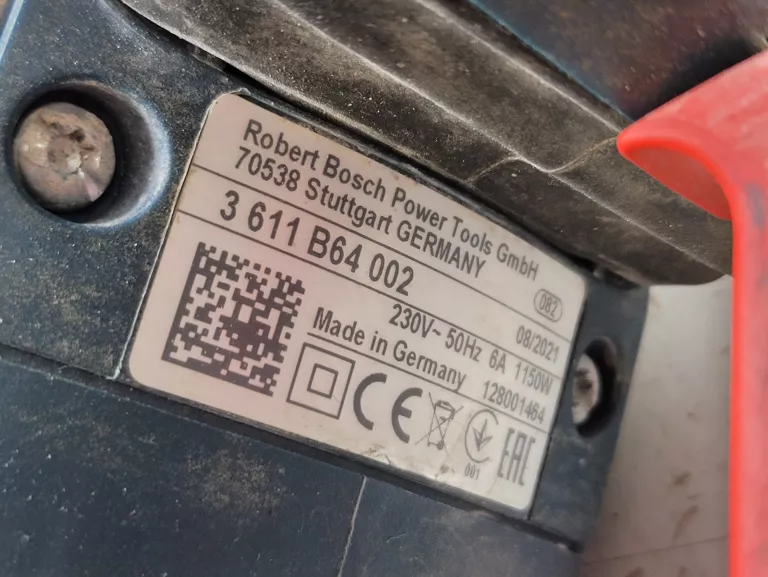 Robert Bosch Power Tools GmbH
70538 Stuttgart GERMANY
3 611 B64 002
082
08/2021
230V~ 50Hz 6A 1150W
Made in Germany
128001464
CE
001
EAC